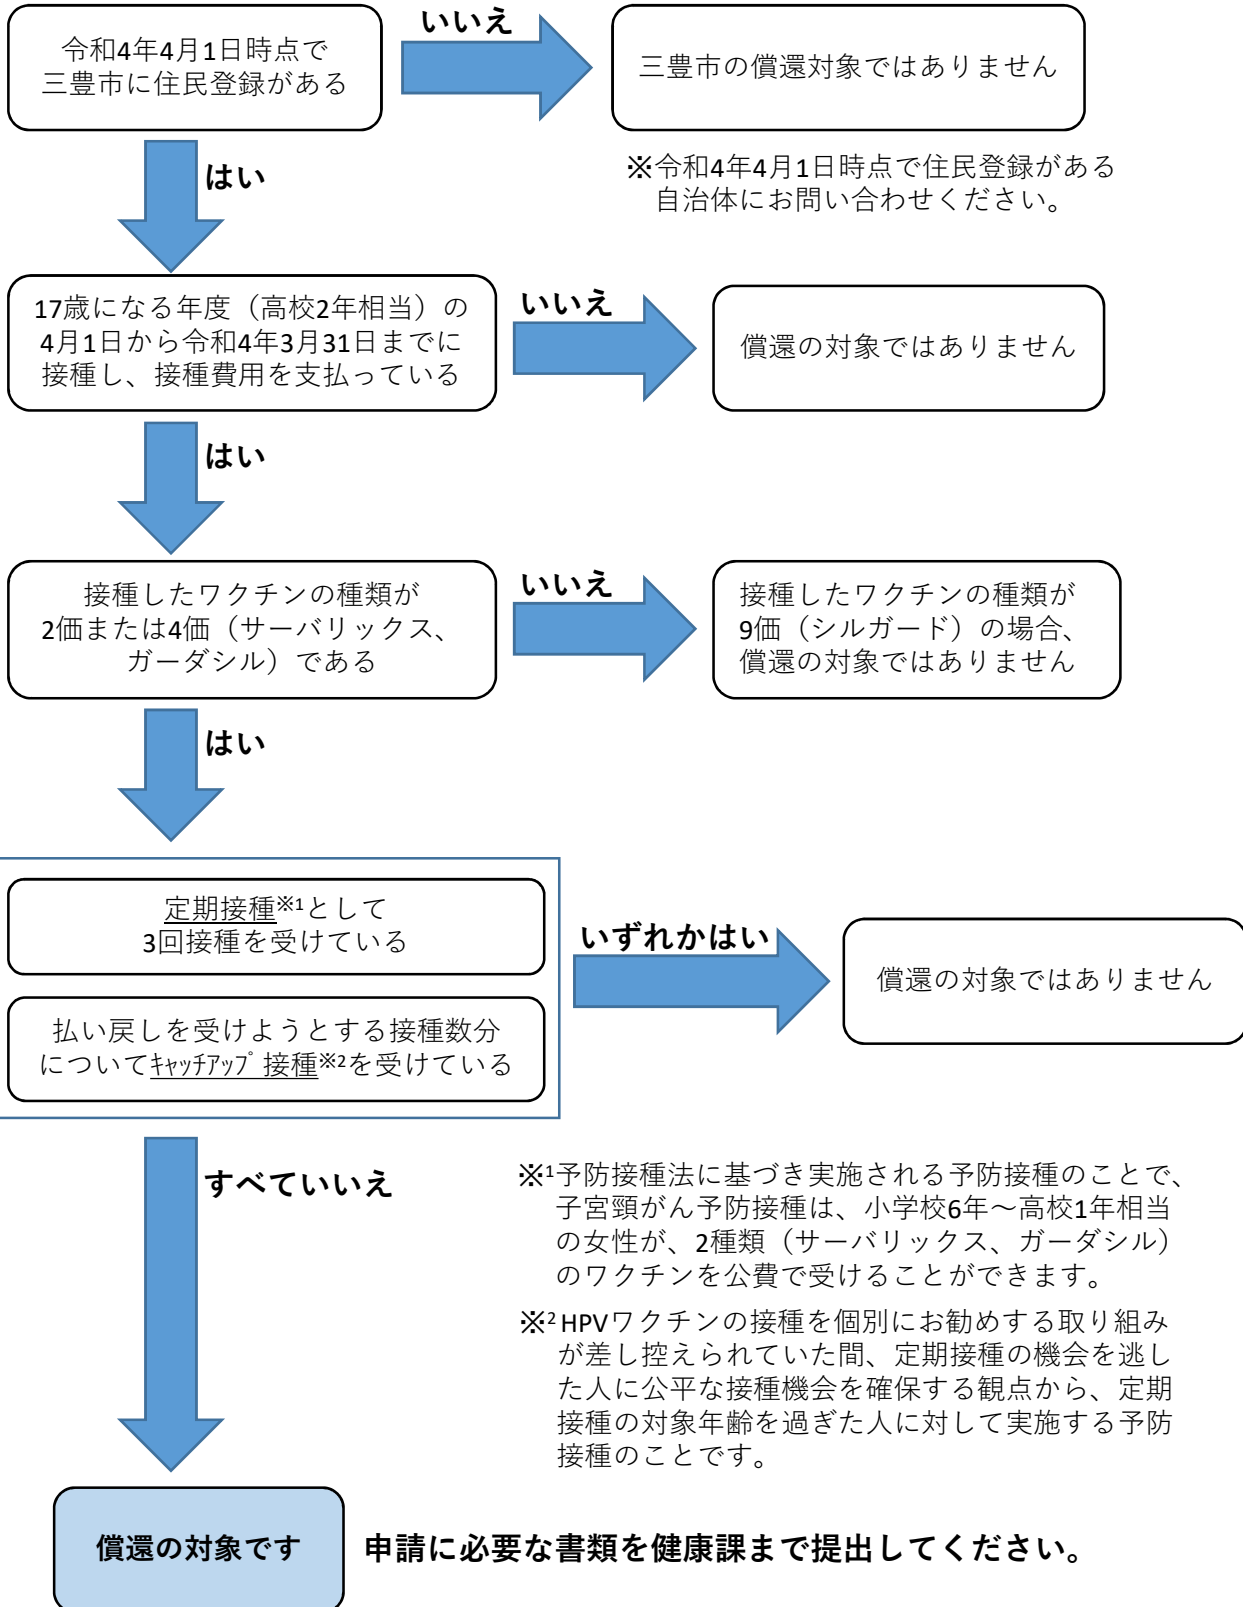 令和4年4月1日時点で
三豊市に住民登録がある
いいえ
三豊市の償還対象ではありません
はい
※令和4年4月1日時点で住民登録がある
自治体にお問い合わせください。
17歳になる年度（高校2年相当）の
4月1日から令和4年3月31日までに
接種し、接種費用を支払っている
いいえ
償還の対象ではありません
はい
接種したワクチンの種類が
2価または4価（サーバリックス、
ガーダシル）である
いいえ
接種したワクチンの種類が
9価（シルガード）の場合、
償還の対象ではありません
はい
定期接種※1として
3回接種を受けている
払い戻しを受けようとする接種数分
についてｷｬｯﾁｱｯﾌﾟ接種※2を受けている
いずれかはい
償還の対象ではありません
すべていいえ
※1予防接種法に基づき実施される予防接種のことで、
子宮頸がん予防接種は、小学校6年～高校1年相当
の女性が、2種類（サーバリックス、ガーダシル）
のワクチンを公費で受けることができます。
※2HPVワクチンの接種を個別にお勧めする取り組み
が差し控えられていた間、定期接種の機会を逃し
た人に公平な接種機会を確保する観点から、定期
接種の対象年齢を過ぎた人に対して実施する予防
接種のことです。
償還の対象です
申請に必要な書類を健康課まで提出してください。